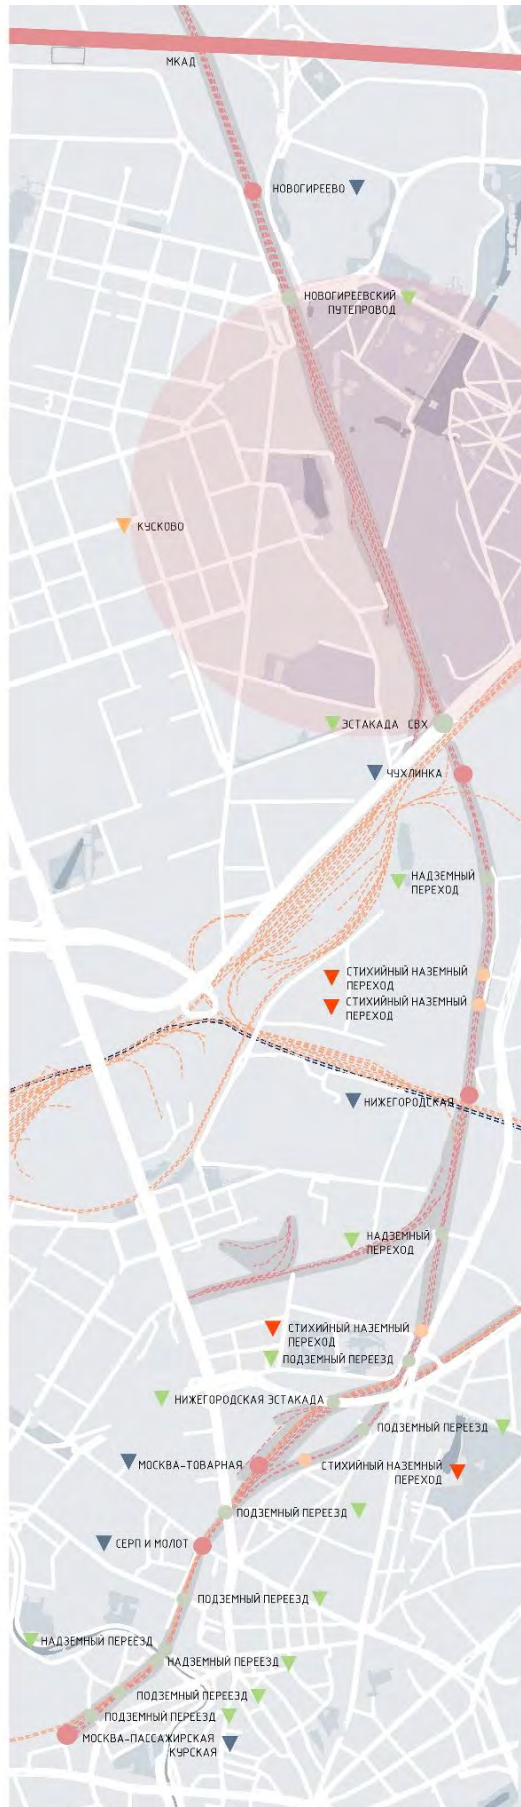 МКАД
НОВОГИРЕЕВО
НОВОГИРЕЕВСКИЙ
ПУТЕПРОВОД
КУСКОВО
ЭСТАКАДА СВХ
ЧУХЛИНКА
НАДЗЕМНЫЙ
ПЕРЕХОД
СТИХИЙНЫЙ НАЗЕМНЫЙ
ПЕРЕХОД
СТИХИЙНЫЙ НАЗЕМНЫЙ
ПЕРЕХОД
НИЖЕГОРОДСКАЯ
НАДЗЕМНЫЙ
ПЕРЕХОД
СТИХИЙНЫЙ НАЗЕМНЫЙ
ПЕРЕХОД
ПОДЗЕМНЫЙ ПЕРЕЕЗД
НИЖЕГОРОДСКАЯ ЭСТАКАДА
ПОДЗЕМНЫЙ ПЕРЕЕЗД
МОСКВА-ТОВАРНАЯ
СТИХИЙНЫЙ НАЗЕМНЫЙ
ПЕРЕХОД
ПОДЗЕМНЫЙ ПЕРЕЕЗД
СЕРП И МОЛОТ
ПОДЗЕМНЫЙ ПЕРЕЕЗД
НАДЗЕМНЫЙ ПЕРЕЕЗД
НАДЗЕМНЫЙ ПЕРЕЕЗД
ПОДЗЕМНЫЙ ПЕРЕЕЗД
ПОДЗЕМНЫЙ ПЕРЕЕЗД
МОСКВА-ПАССАЖИРСКАЯ
КУРСКАЯ